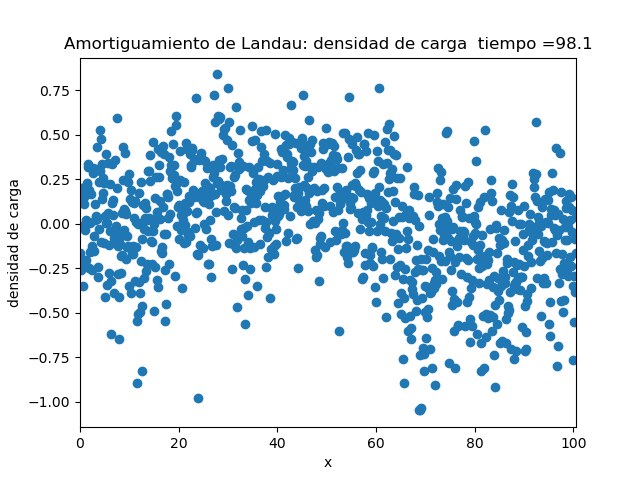 Amortiguamiento de Landau: densidad de carga  tiempo =98.1
densidad de carga
0.75
0.50
0.25
0.00
−0.25
−0.50
−0.75
−1.00
0 20 40 60 80 100
x